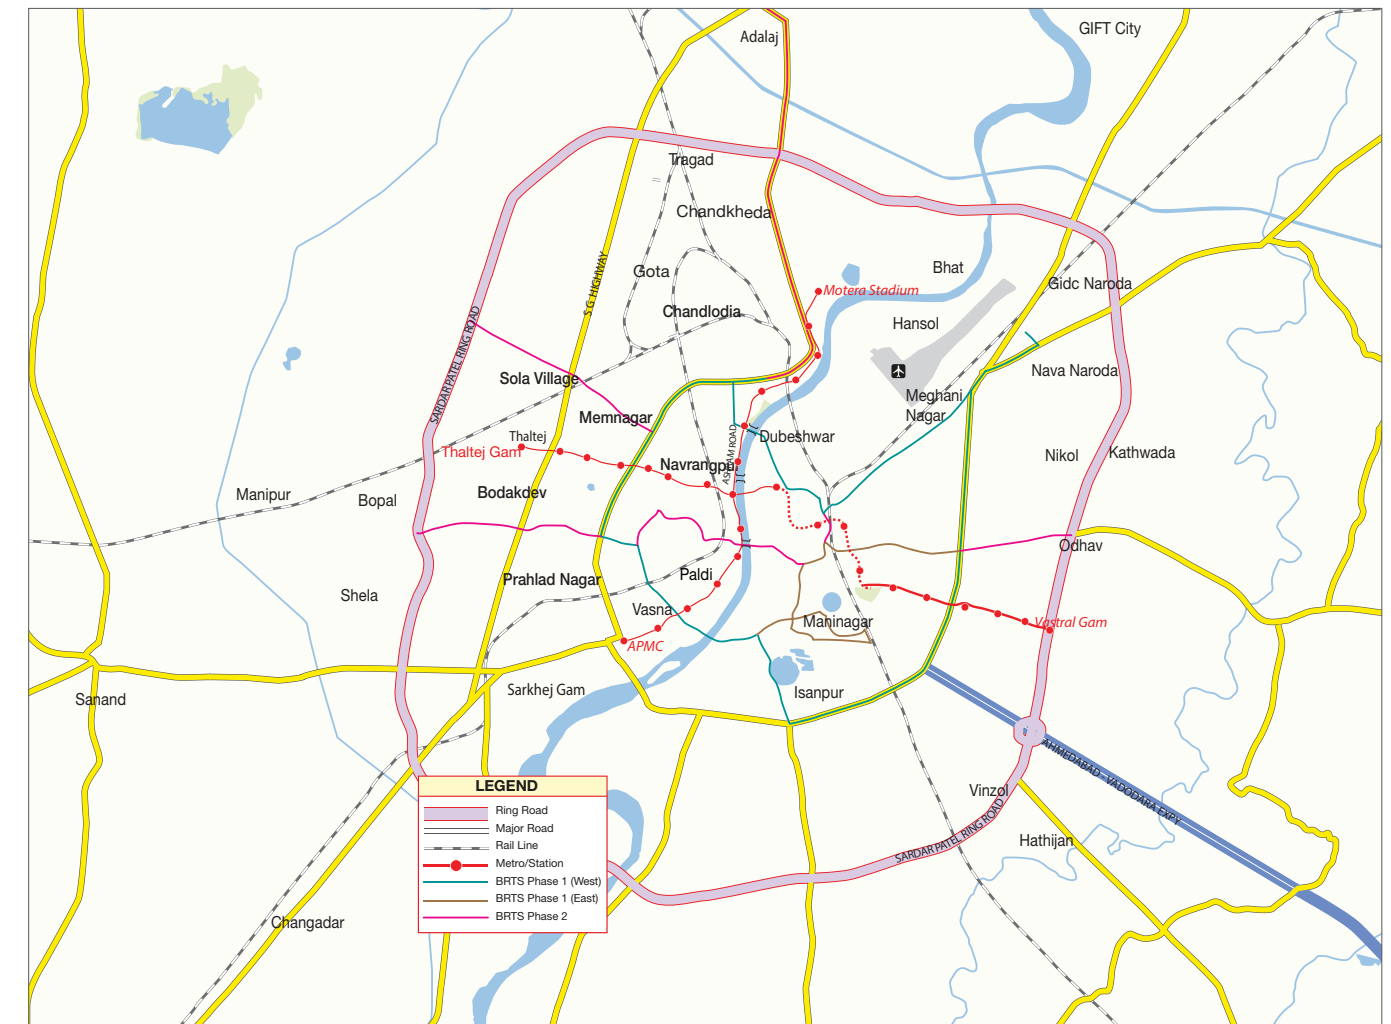 GIFT City
Adalaj
Tragad
Chandkheda
Gota
Bhat
Gidc Naroda
Motera Stadium
S G HIGHWAY
Chandlodia
Hansol
SARDAR PATEL RING ROAD
Sola Village
Nava Naroda
Meghani
Nagar
Memnagar
Thaltej
Dubeshwar
Thaltej Gam
ASHRAM ROAD
Navrangpu
Nikol
Kathwada
Manipur
Bopal
Bodakdev
Odhav
Prahlad Nagar
Paldi
Shela
Vasna
Maninagar
Vastral Gam
APMC
Sanand
Sarkhej Gam
Isanpur
AHMEDABAD - VADODARA EXPY
Vinzol
SARDAR PATEL RING ROAD
Hathijan
Changadar
LEGEND
Ring Road
Major Road
Rail Line
Metro/Station
BRTS Phase 1 (West)
BRTS Phase 1 (East)
BRTS Phase 2